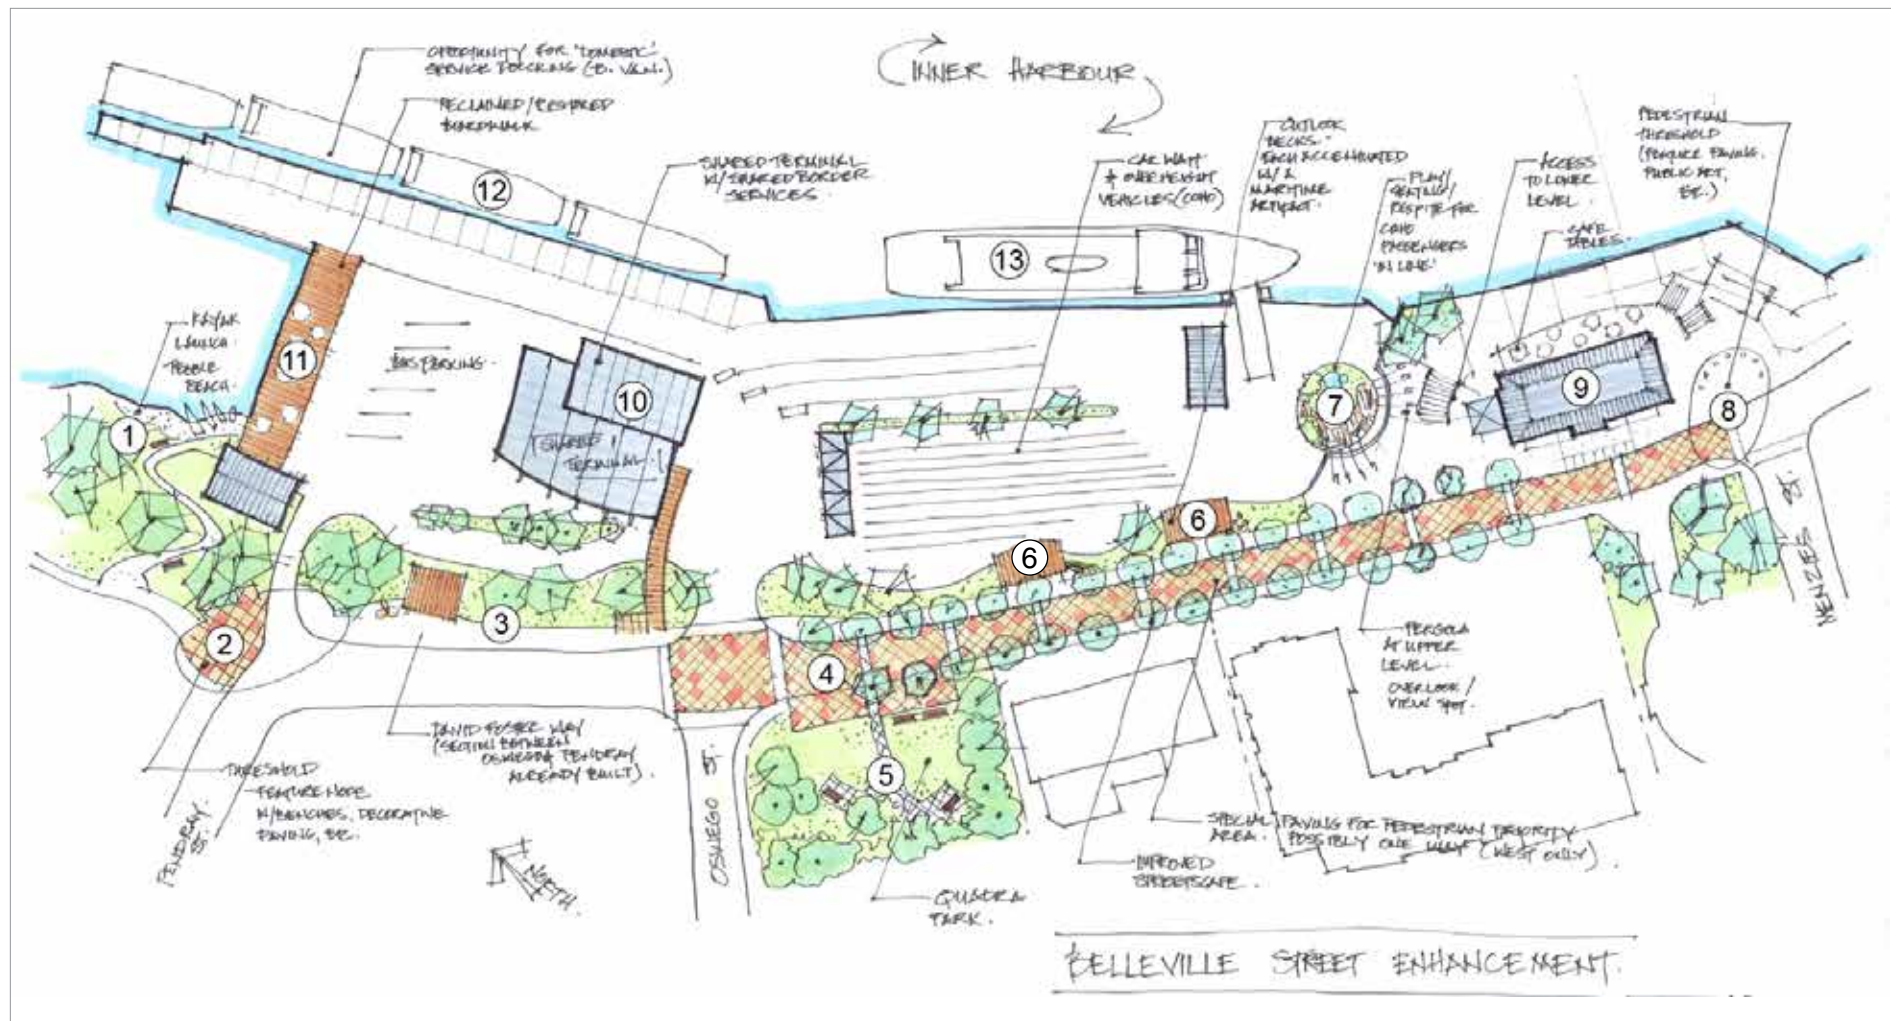 OPPORTUNITY FOR 'DOMESTIC'
SERVICE DOCKING (E. VAN.)
RECLAIMED/RESTORED
BOARDWALK
INNER HARBOUR
SHARED TERMINAL
W/ SHARED BORDER
SERVICES
CAR WAIT
& OVERHEIGHT
VEHICLES (COHO)
OUTLOOK
DECKS.
EACH ACCENTUATED
W/ A
MARITIME
ARTIFACT.
PLAY/
SEATING/
RESPITE FOR
COHO
PASSENGERS
'IN LINE'
ACCESS
TO LOWER
LEVEL.
CAFE
TABLES.
PEDESTRIAN
THRESHOLD
(FEATURE PAVING,
PUBLIC ART,
ETC.)
12
13
11
KAYAK
LAUNCH
PEBBLE
BEACH.
BUS PARKING.
10
SHARED
TERMINAL.
7
9
8
1
6
6
2
3
4
5
MENZIES ST.
PERGOLA
AT UPPER
LEVEL.
OVERLOOK/
VIEW SPOT.
DAVID FOSTER WAY
(SECTION BETWEEN
OSWEGO & PENDRAY
ALREADY BUILT).
THRESHOLD
FEATURE NODE
W/BENCHES, DECORATIVE
PAVING, ETC.
PENDRAY ST.
OSWEGO ST.
NORTH.
SPECIAL PAVING FOR PEDESTRIAN PRIORITY
AREA. POSSIBLY ONE WAY (WEST ONLY).
IMPROVED
STREETSCAPE.
QUADRA
PARK.
BELLEVILLE STREET ENHANCEMENT.